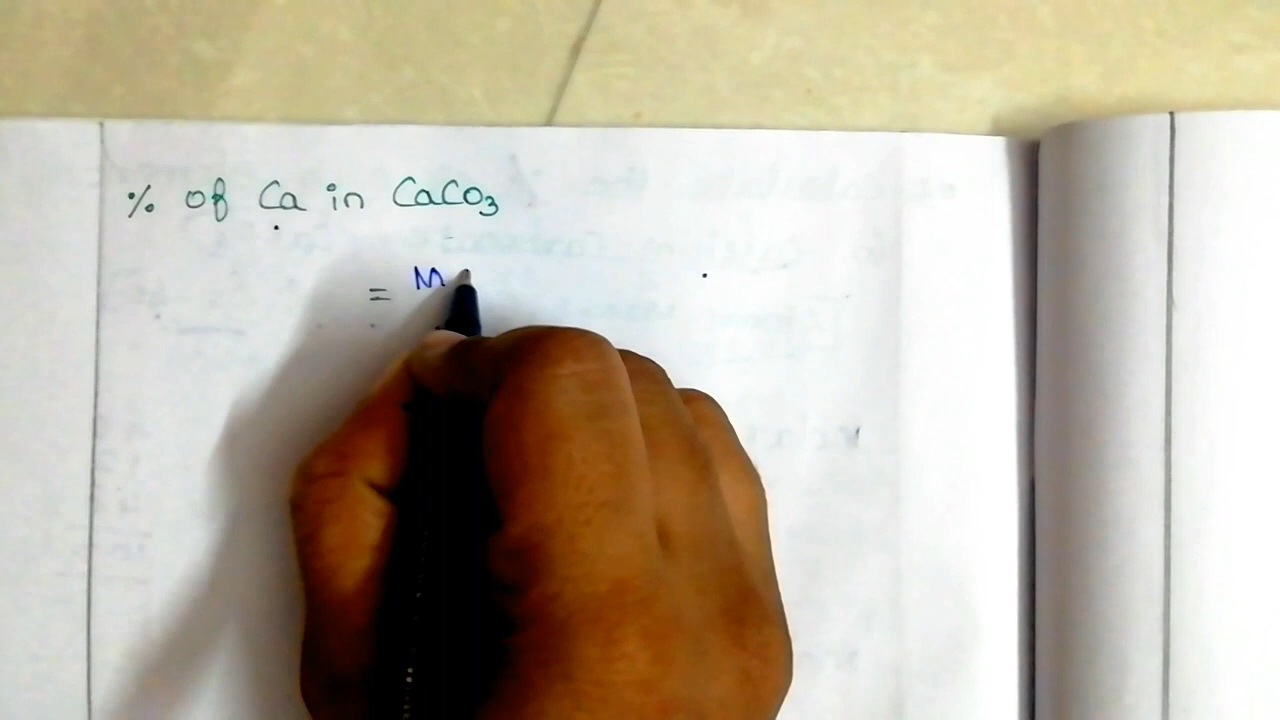 % of Ca in CaCO3
= M